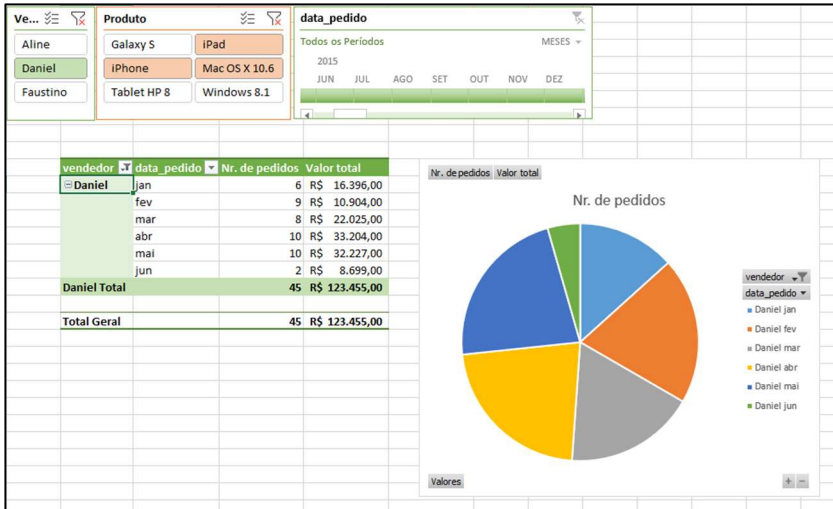 Ve...
Aline
Daniel
Faustino
Produto
Galaxy S iPad
iPhone Mac OS X 10.6
Tablet HP 8 Windows 8.1
data_pedido
Todos os Períodos MESES
2015
JUN JUL AGO SET OUT NOV DEZ
vendedor data_pedido Nr. de pedidos Valor total
Daniel jan 6 R$ 16.396,00
fev 9 R$ 10.904,00
mar 8 R$ 22.025,00
abr 10 R$ 33.204,00
mai 10 R$ 32.227,00
jun 2 R$ 8.699,00
Daniel Total 45 R$ 123.455,00
Total Geral 45 R$ 123.455,00
Nr. de pedidos Valor total
Nr. de pedidos
vendedor
data_pedido
Daniel jan
Daniel fev
Daniel mar
Daniel abr
Daniel mai
Daniel jun
Valores